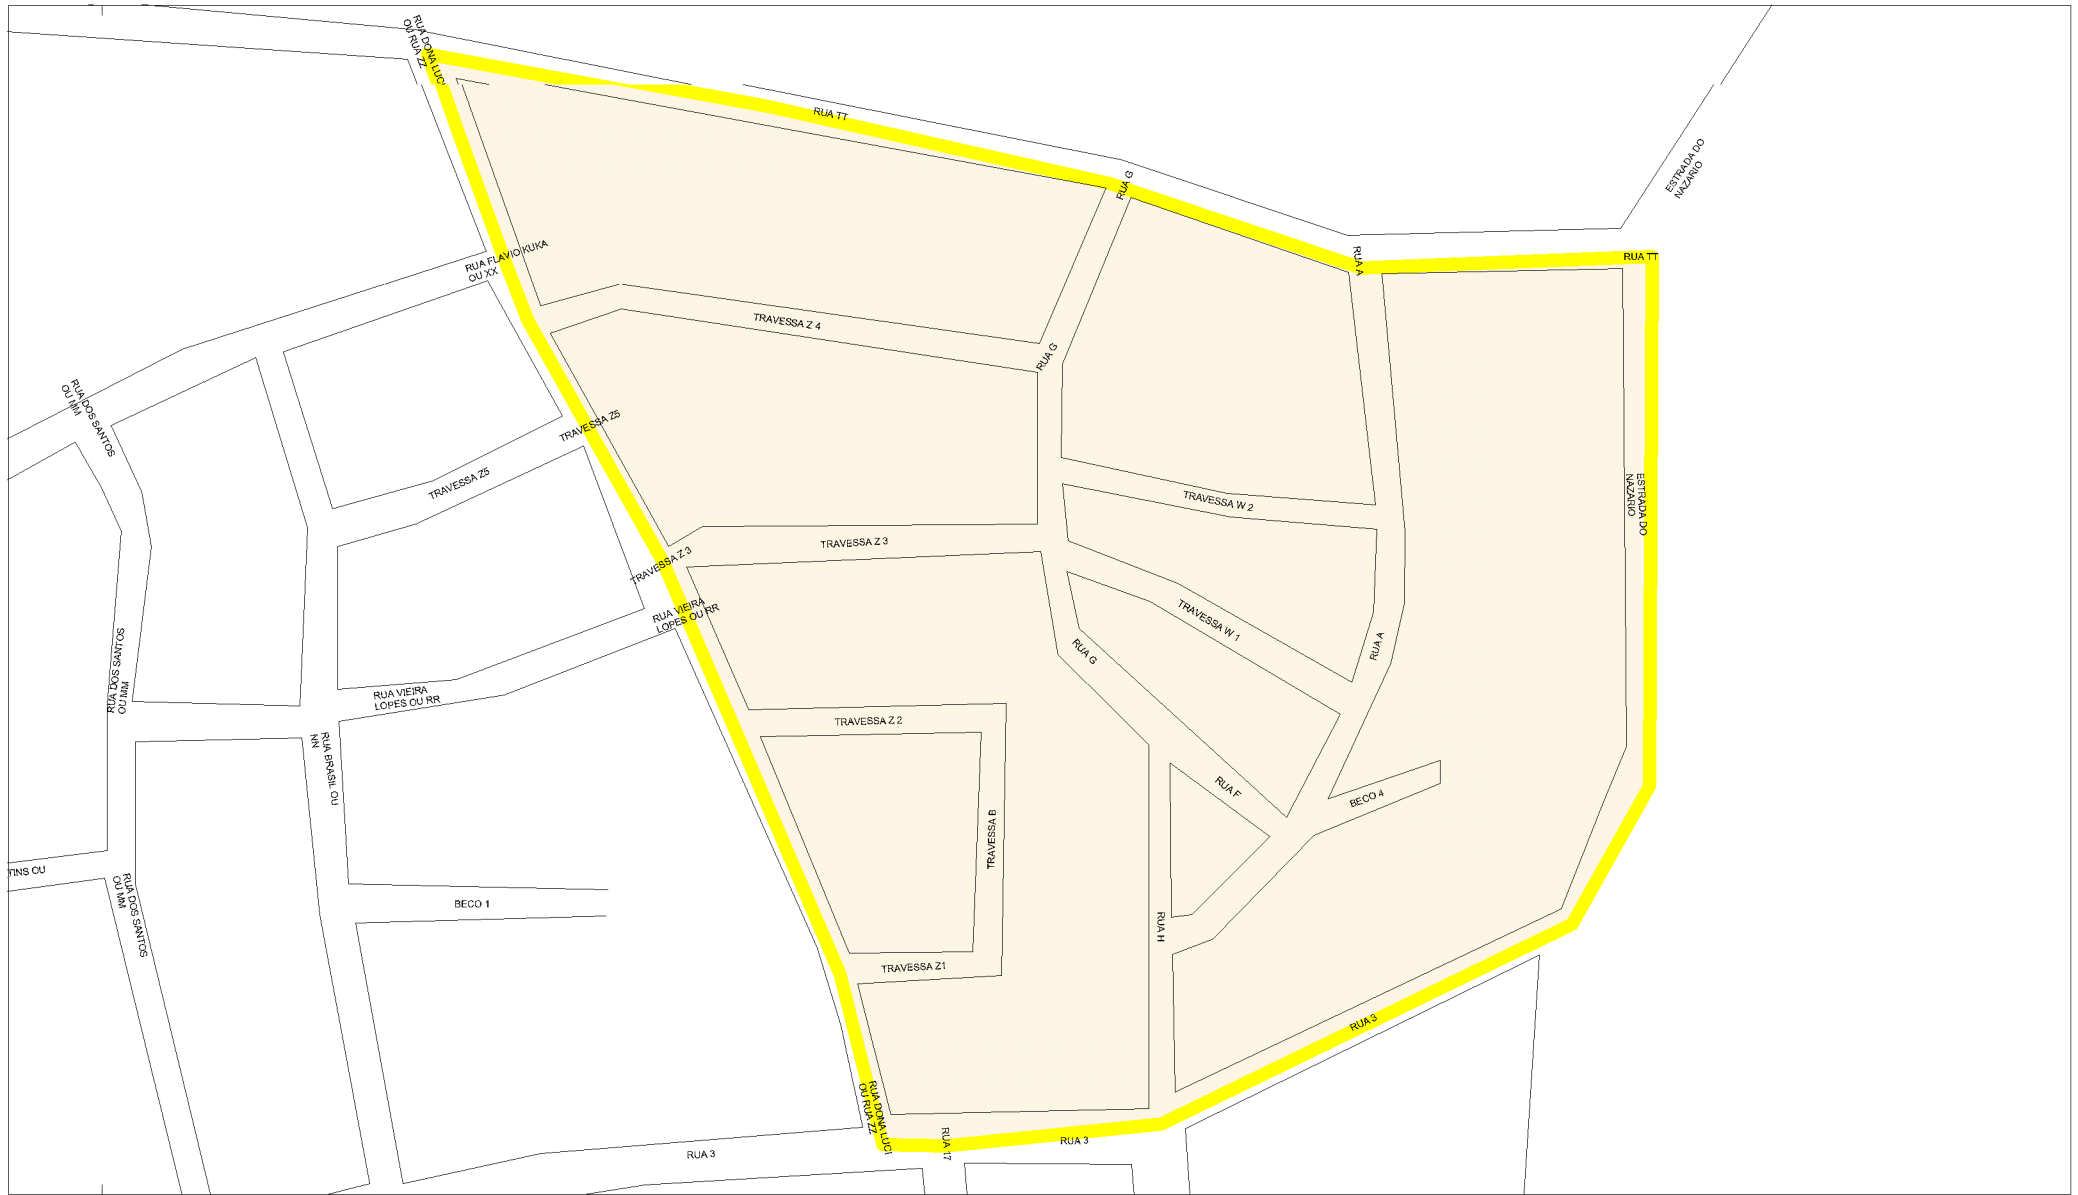 RUA DONA LUCI
OU RUA ZZ
RUA TT
RUA G
ESTRADA DO
NAZARIO
RUA A
RUA TT
RUA FLAVIO KUKA
OU XX
TRAVESSA Z 4
RUA G
RUA DOS SANTOS
OU MM
TRAVESSA Z5
TRAVESSA Z5
TRAVESSA W 2
ESTRADA DO
NAZARIO
TRAVESSA Z 3
TRAVESSA Z 3
RUA VIEIRA
LOPES OU RR
TRAVESSA W 1
RUA G
RUA A
RUA DOS SANTOS
OU MM
RUA VIEIRA
LOPES OU RR
TRAVESSA Z 2
RUA BRASIL OU
NN
RUA F
BECO 4
TRAVESSA B
TINS OU
RUA DOS SANTOS
OU MM
BECO 1
RUA H
TRAVESSA Z1
RUA 3
RUA DONA LUCI
OU RUA ZZ
RUA 17
RUA 3
RUA 3